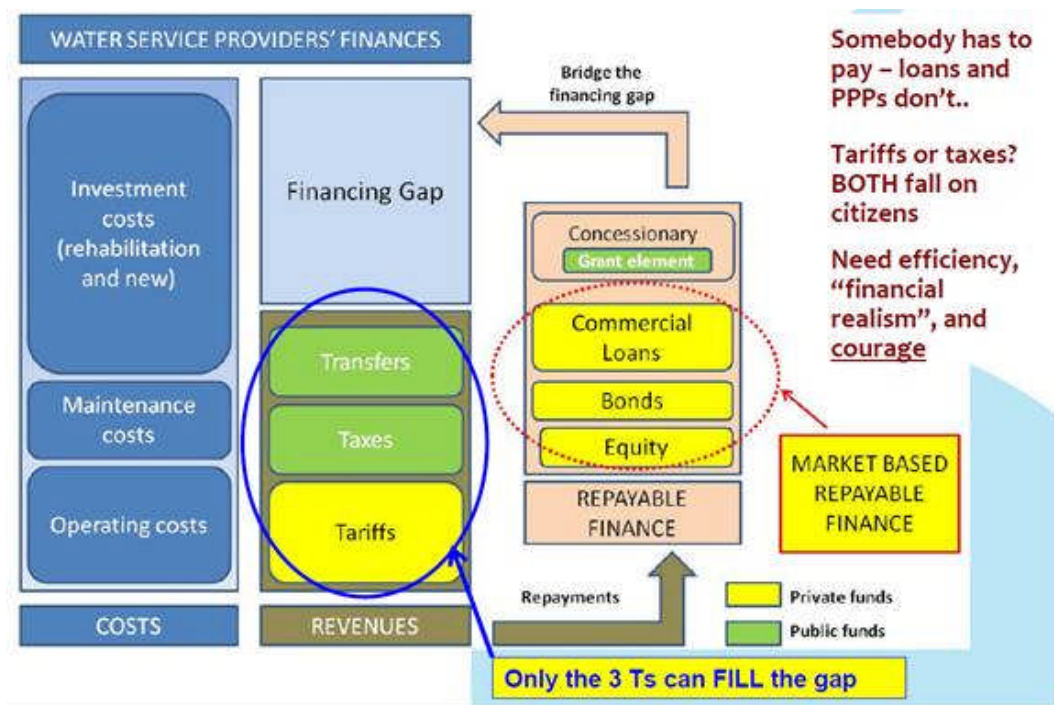 WATER SERVICE PROVIDERS' FINANCES
Investment
costs
(rehabilitation
and new)
Maintenance
costs
Operating costs
COSTS
Financing Gap
Transfers
Taxes
Tariffs
REVENUES
Bridge the
financing gap
Concessionary
Grant element
Commercial
Loans
Bonds
Equity
REPAYABLE
FINANCE
Repayments
Somebody has to
pay – loans and
PPPs don't..
Tariffs or taxes?
BOTH fall on
citizens
Need efficiency,
“financial
realism”, and
courage
MARKET BASED
REPAYABLE
FINANCE
Private funds
Public funds
Only the 3 Ts can FILL the gap